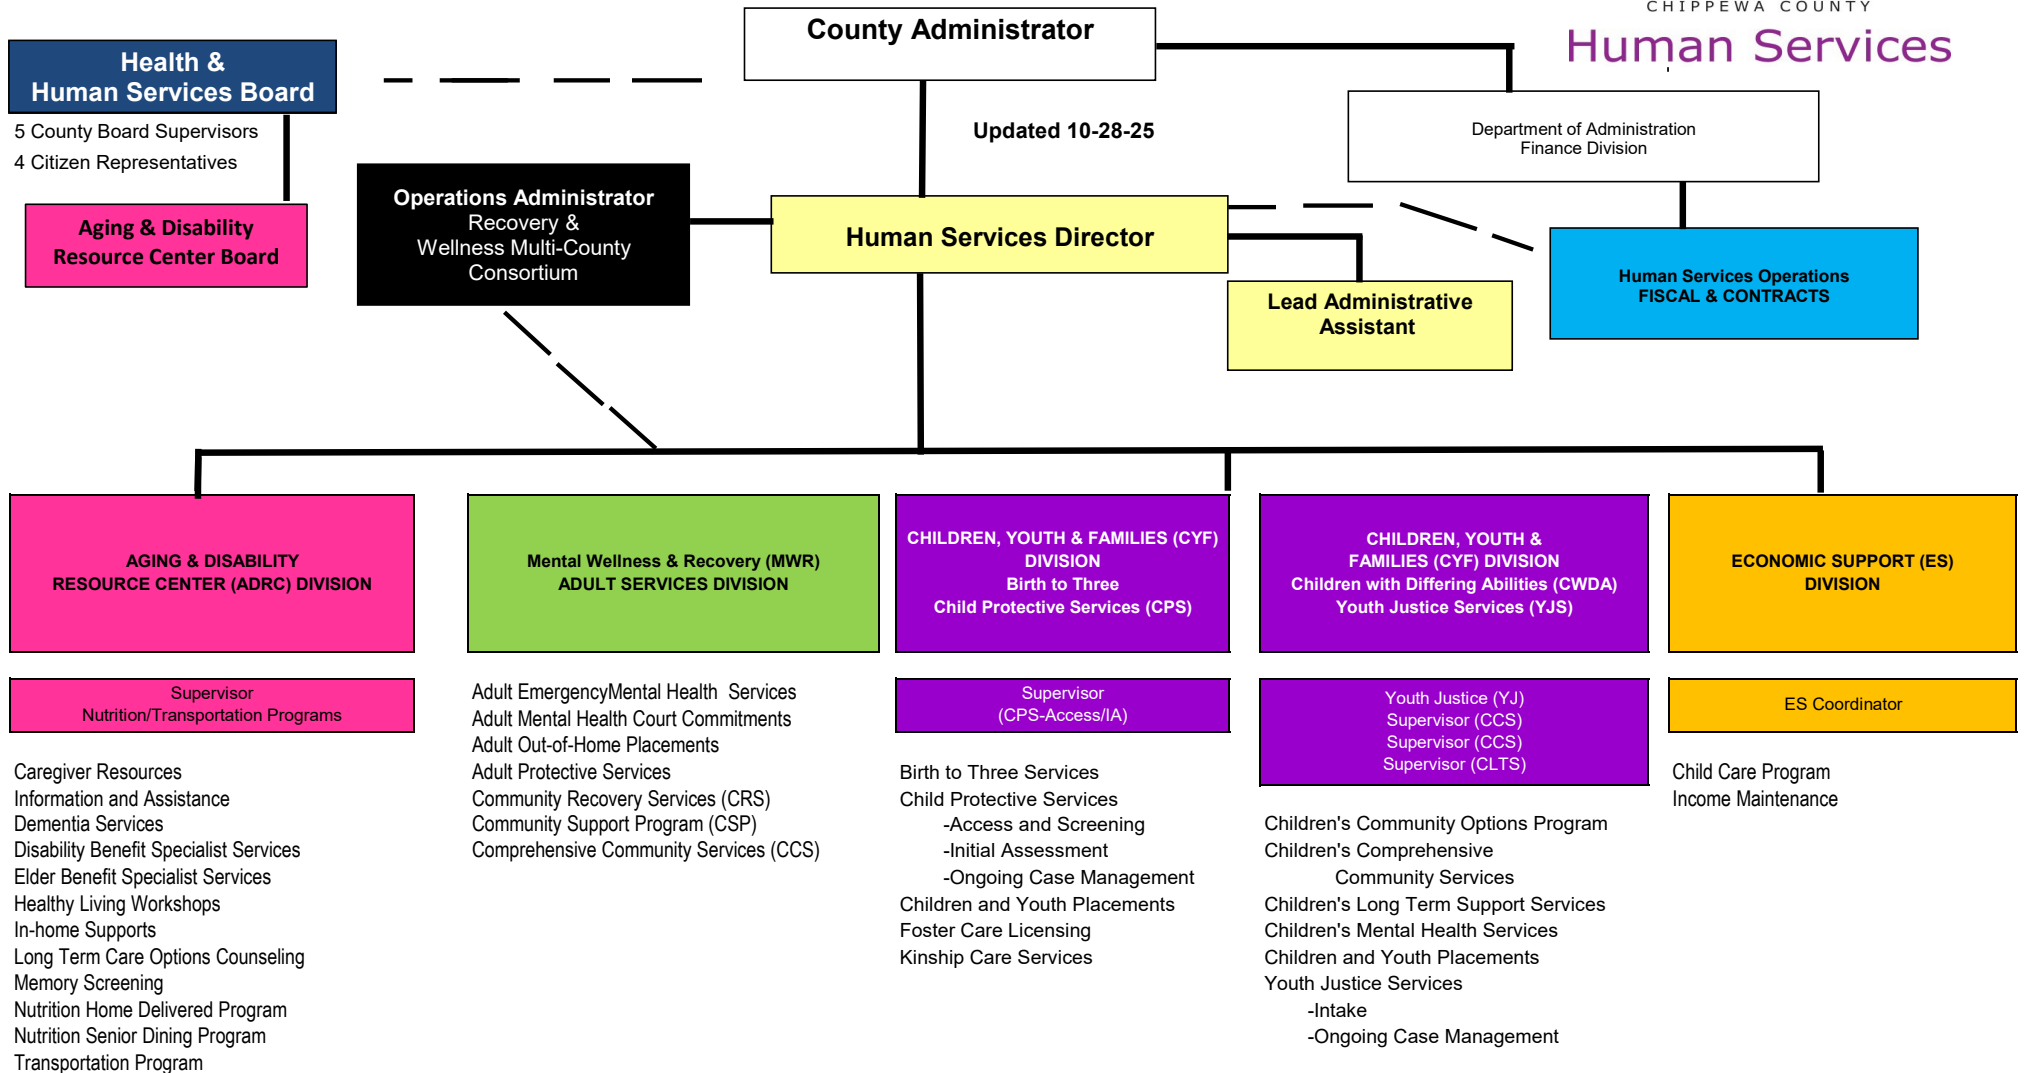 CHIPPEWA COUNTY
Human Services
County Administrator
Health &
Human Services Board
5 County Board Supervisors
4 Citizen Representatives
Updated 10-28-25
Department of Administration
Finance Division
Operations Administrator
Recovery &
Wellness Multi-County
Consortium
Aging & Disability
Resource Center Board
Human Services Director
Human Services Operations
FISCAL & CONTRACTS
Lead Administrative
Assistant
AGING & DISABILITY
RESOURCE CENTER (ADRC) DIVISION
Supervisor
Nutrition/Transportation Programs
Caregiver Resources
Information and Assistance
Dementia Services
Disability Benefit Specialist Services
Elder Benefit Specialist Services
Healthy Living Workshops
In-home Supports
Long Term Care Options Counseling
Memory Screening
Nutrition Home Delivered Program
Nutrition Senior Dining Program
Transportation Program
Mental Wellness & Recovery (MWR)
ADULT SERVICES DIVISION
Adult EmergencyMental Health  Services
Adult Mental Health Court Commitments
Adult Out-of-Home Placements
Adult Protective Services
Community Recovery Services (CRS)
Community Support Program (CSP)
Comprehensive Community Services (CCS)
CHILDREN, YOUTH & FAMILIES (CYF)
DIVISION
Birth to Three
Child Protective Services (CPS)
Supervisor
(CPS-Access/IA)
Birth to Three Services
Child Protective Services
-Access and Screening
-Initial Assessment
-Ongoing Case Management
Children and Youth Placements
Foster Care Licensing
Kinship Care Services
CHILDREN, YOUTH &
FAMILIES (CYF) DIVISION
Children with Differing Abilities (CWDA)
Youth Justice Services (YJS)
Youth Justice (YJ)
Supervisor (CCS)
Supervisor (CCS)
Supervisor (CLTS)
Children's Community Options Program
Children's Comprehensive
Community Services
Children's Long Term Support Services
Children's Mental Health Services
Children and Youth Placements
Youth Justice Services
-Intake
-Ongoing Case Management
ECONOMIC SUPPORT (ES)
DIVISION
ES Coordinator
Child Care Program
Income Maintenance